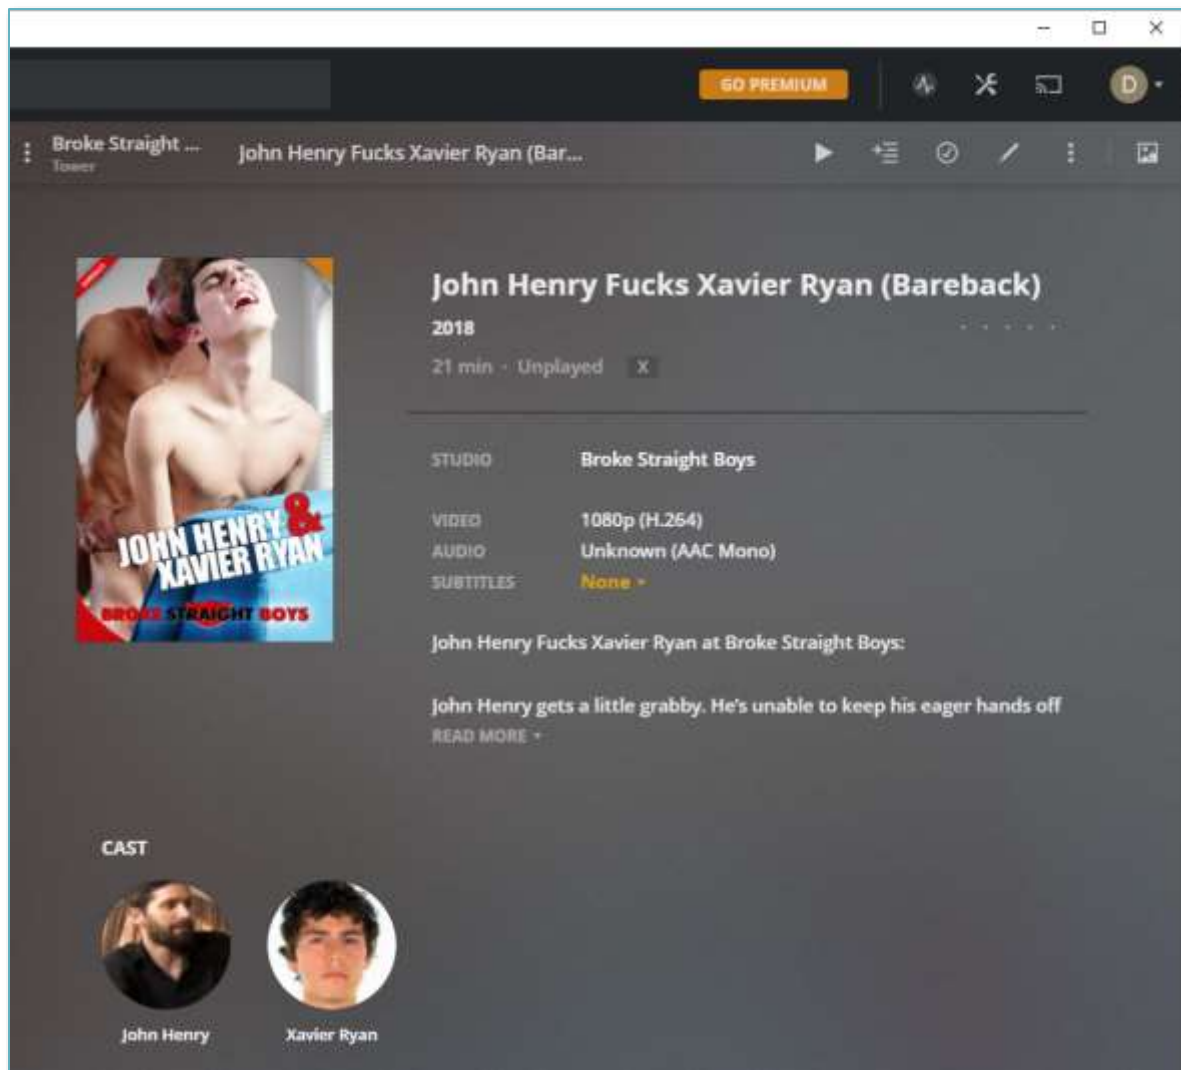 GO PREMIUM
D
Broke Straight ...
Tower
John Henry Fucks Xavier Ryan (Bar...
John Henry Fucks Xavier Ryan (Bareback)
2018
21 min · Unplayed X
STUDIO Broke Straight Boys
VIDEO 1080p (H.264)
AUDIO Unknown (AAC Mono)
SUBTITLES None
John Henry Fucks Xavier Ryan at Broke Straight Boys:
John Henry gets a little grabby. He's unable to keep his eager hands off
READ MORE
JOHN HENRY &
XAVIER RYAN
BROKE STRAIGHT BOYS
CAST
John Henry
Xavier Ryan